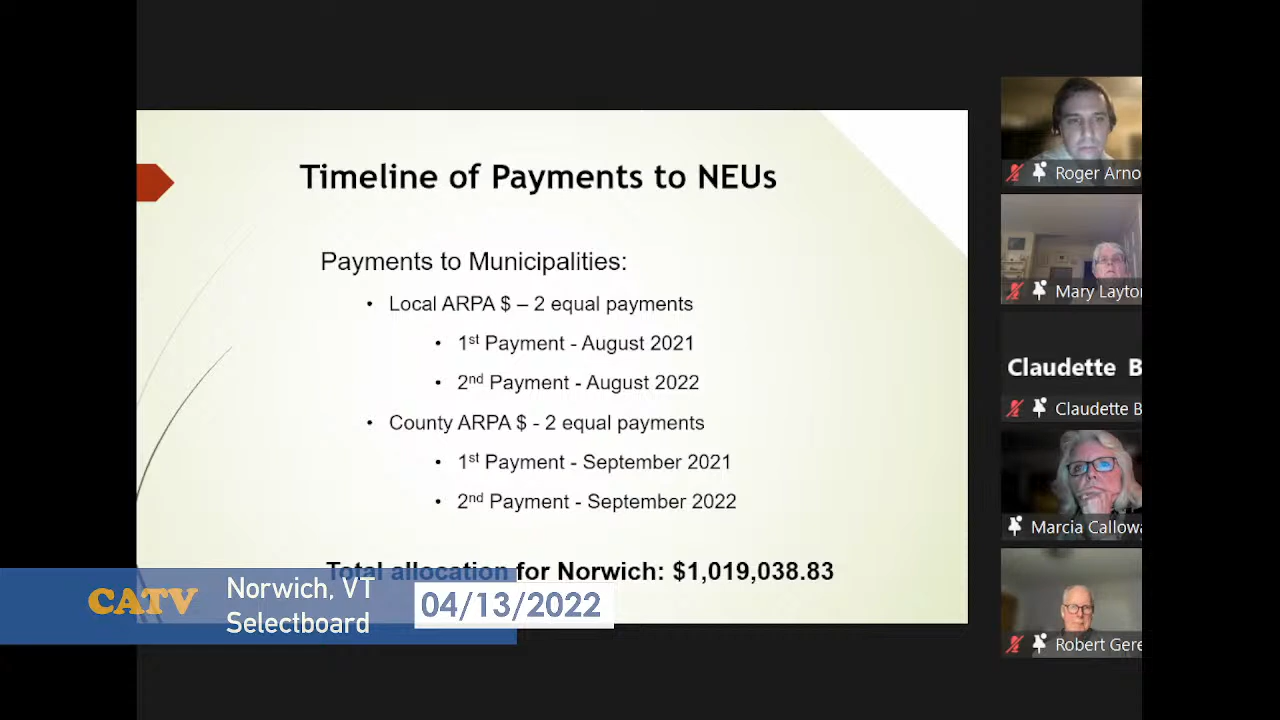 Timeline of Payments to NEUs
Payments to Municipalities:
• Local ARPA $ – 2 equal payments
• 1st Payment - August 2021
• 2nd Payment - August 2022
• County ARPA $ - 2 equal payments
• 1st Payment - September 2021
• 2nd Payment - September 2022
Total allocation for Norwich: $1,019,038.83
CATV
Norwich, VT
Selectboard
04/13/2022
Roger Arno
Mary Layto
Claudette B
Claudette B
Marcia Callowa
Robert Gere